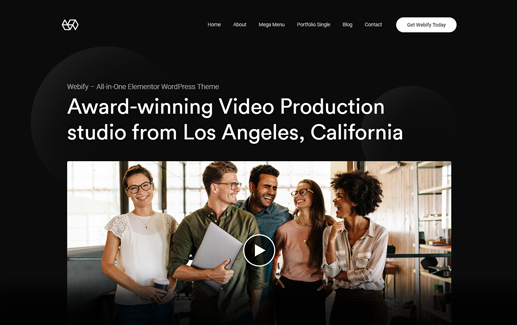 Home About Mega Menu Portfolio Single Blog Contact Get Webify Today
Webify – All-in-One Elementor WordPress Theme
Award-winning Video Production
studio from Los Angeles, California